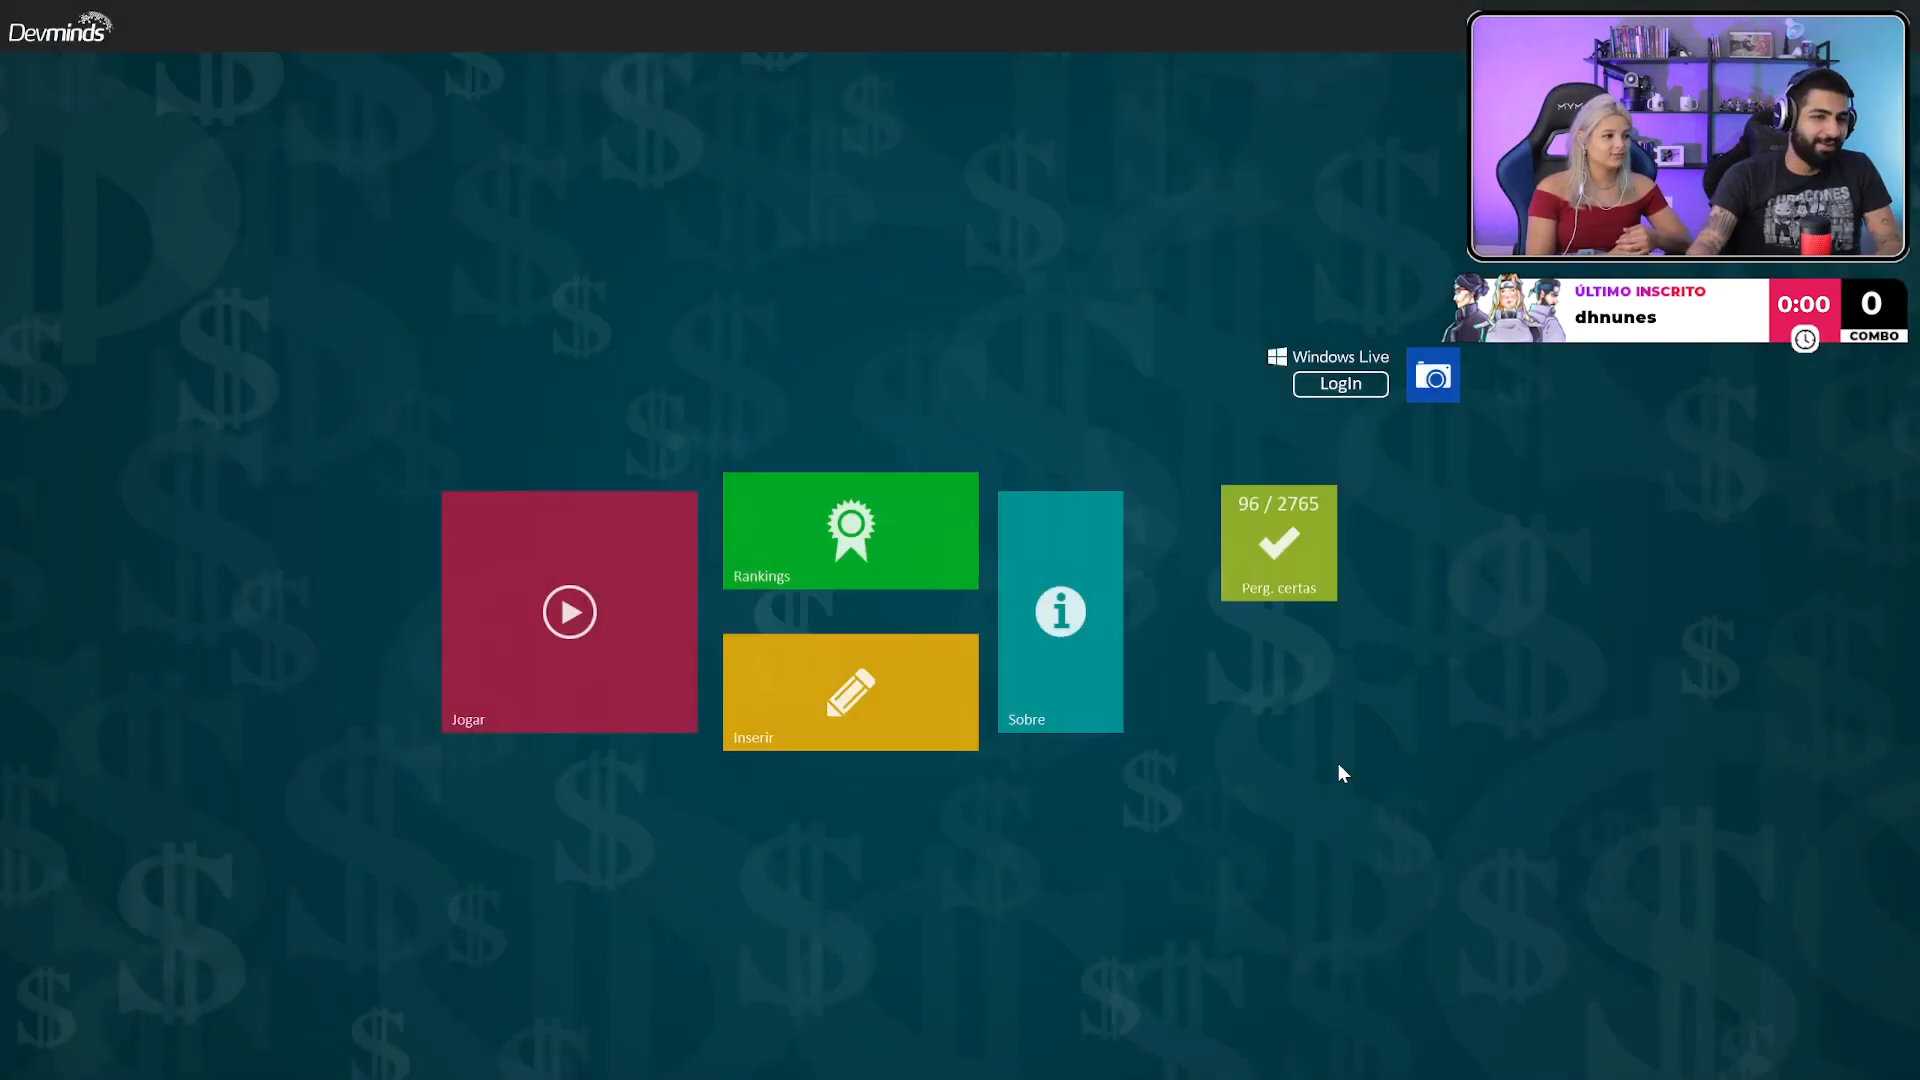 Devminds
ÚLTIMO INSCRITO
dhnunes
0:00
0
COMBO
Windows Live
LogIn
96 / 2765
Perg. certas
Rankings
Jogar
Inserir
Sobre